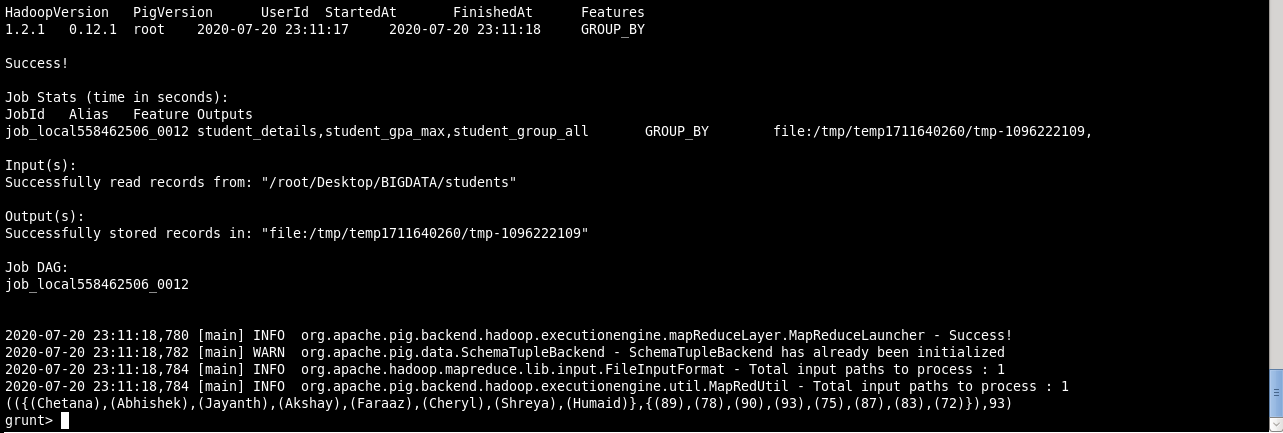 HadoopVersion PigVersion UserId StartedAt FinishedAt Features
1.2.1 0.12.1 root 2020-07-20 23:11:17 2020-07-20 23:11:18 GROUP_BY
Success!
Job Stats (time in seconds):
JobId Alias Feature Outputs
job_local558462506_0012 student_details,student_gpa_max,student_group_all GROUP_BY file:/tmp/temp1711640260/tmp-1096222109,
Input(s):
Successfully read records from: "/root/Desktop/BIGDATA/students"
Output(s):
Successfully stored records in: "file:/tmp/temp1711640260/tmp-1096222109"
Job DAG:
job_local558462506_0012
2020-07-20 23:11:18,780 [main] INFO org.apache.pig.backend.hadoop.executionengine.mapReduceLayer.MapReduceLauncher - Success!
2020-07-20 23:11:18,782 [main] WARN org.apache.pig.data.SchemaTupleBackend - SchemaTupleBackend has already been initialized
2020-07-20 23:11:18,784 [main] INFO org.apache.hadoop.mapreduce.lib.input.FileInputFormat - Total input paths to process : 1
2020-07-20 23:11:18,784 [main] INFO org.apache.pig.backend.hadoop.executionengine.util.MapRedUtil - Total input paths to process : 1
(({(Chetana),(Abhishek),(Jayanth),(Akshay),(Faraaz),(Cheryl),(Shreya),(Humaid)},{(89),(78),(90),(93),(75),(87),(83),(72)}),93)
grunt>